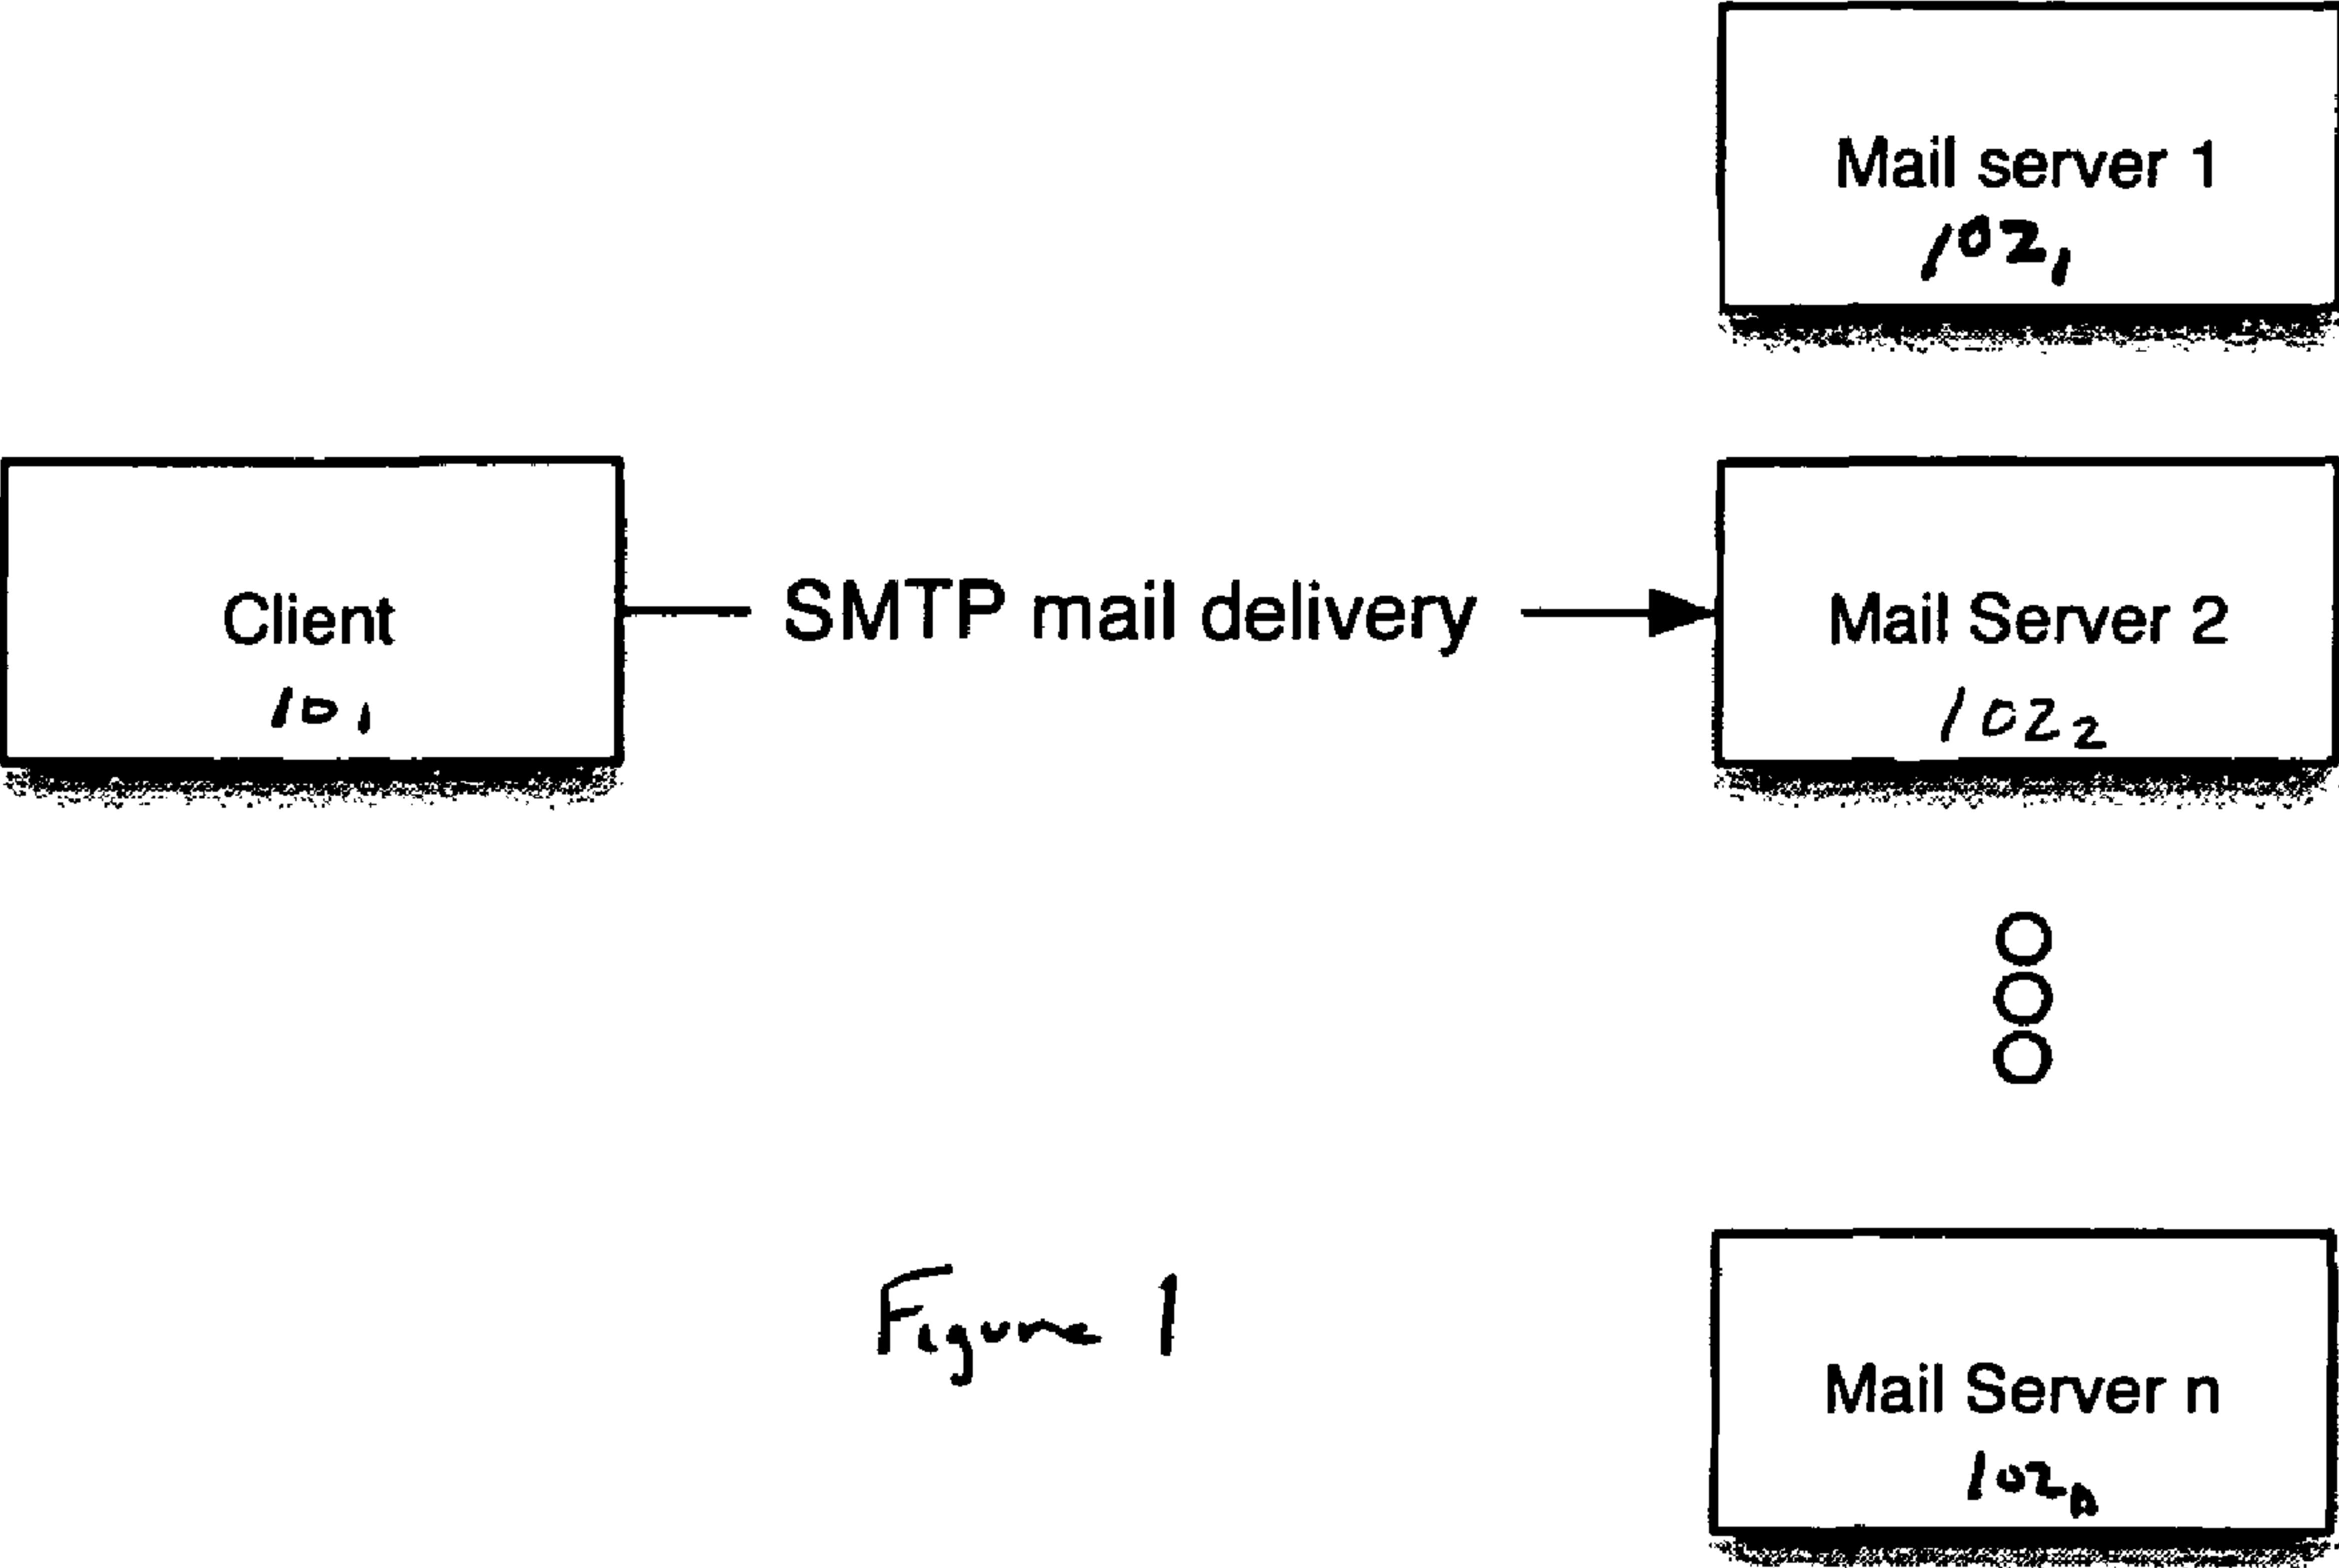 Mail server 1
102₁
Client
101
SMTP mail delivery
Mail Server 2
102₂
Figure 1
Mail Server n
102ₙ